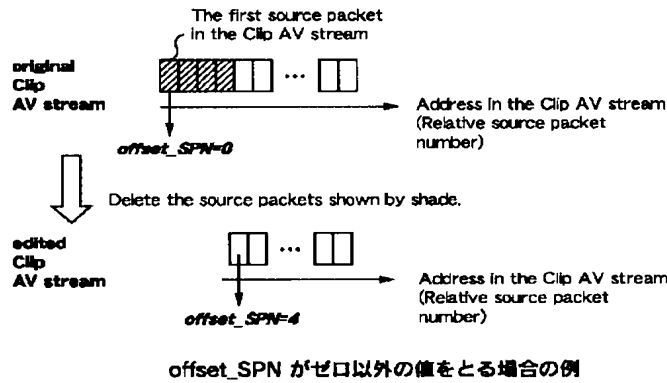 The first source packet
in the Clip AV stream
original
Clip
AV stream
...
Address in the Clip AV stream
(Relative source packet
number)
offset_SPN=0
Delete the source packets shown by shade.
edited
Clip
AV stream
...
Address in the Clip AV stream
(Relative source packet
number)
offset_SPN=4
offset_SPN がゼロ以外の値をとる場合の例